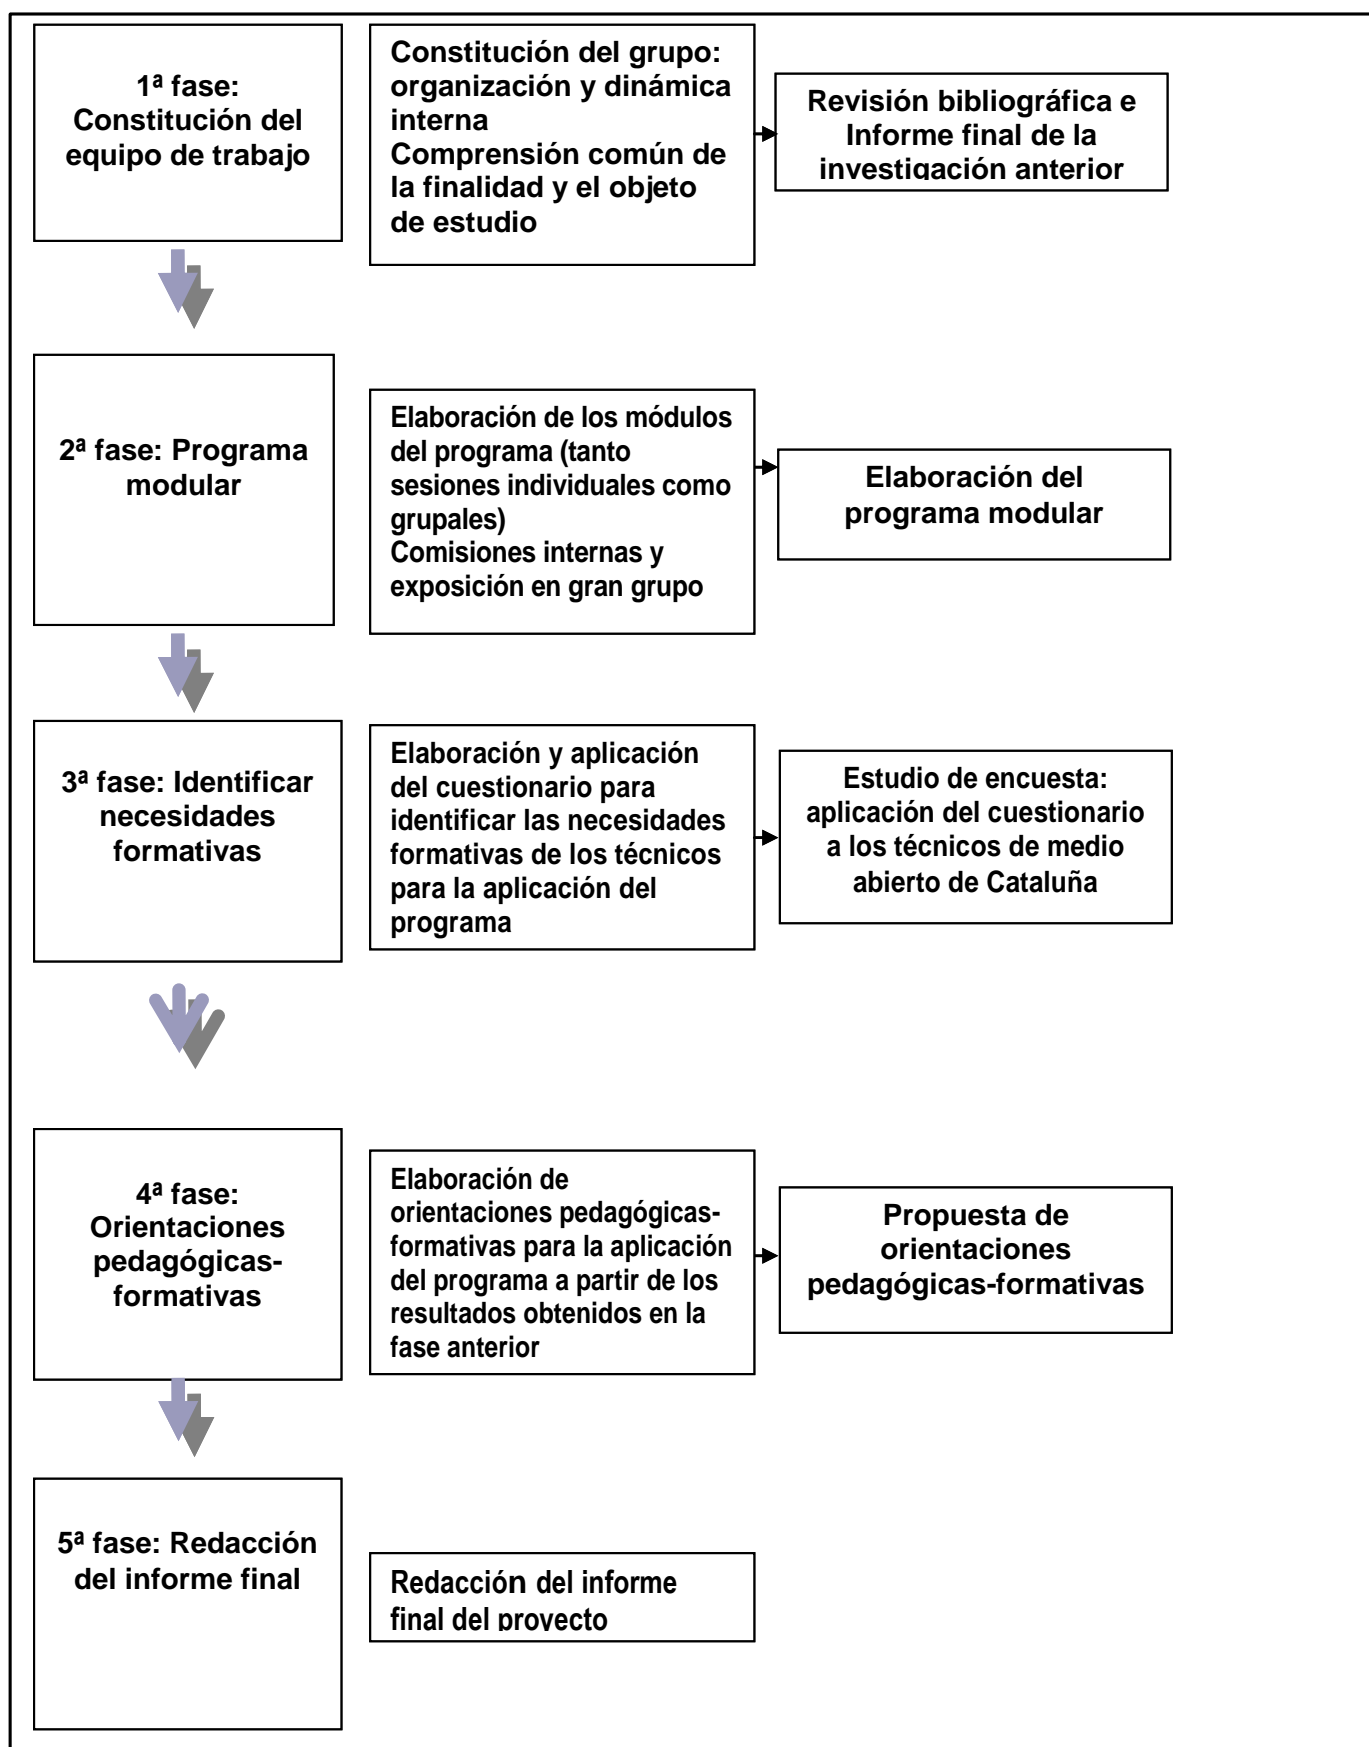 1ª fase:
Constitución del
equipo de trabajo
Constitución del grupo:
organización y dinámica
interna
Comprensión común de
la finalidad y el objeto
de estudio
Revisión bibliográfica e
Informe final de la
investigación anterior
2ª fase: Programa
modular
Elaboración de los módulos
del programa (tanto
sesiones individuales como
grupales)
Comisiones internas y
exposición en gran grupo
Elaboración del
programa modular
3ª fase: Identificar
necesidades
formativas
Elaboración y aplicación
del cuestionario para
identificar las necesidades
formativas de los técnicos
para la aplicación del
programa
Estudio de encuesta:
aplicación del cuestionario
a los técnicos de medio
abierto de Cataluña
4ª fase:
Orientaciones
pedagógicas-
formativas
Elaboración de
orientaciones pedagógicas-
formativas para la aplicación
del programa a partir de los
resultados obtenidos en la
fase anterior
Propuesta de
orientaciones
pedagógicas-formativas
5ª fase: Redacción
del informe final
Redacción del informe
final del proyecto